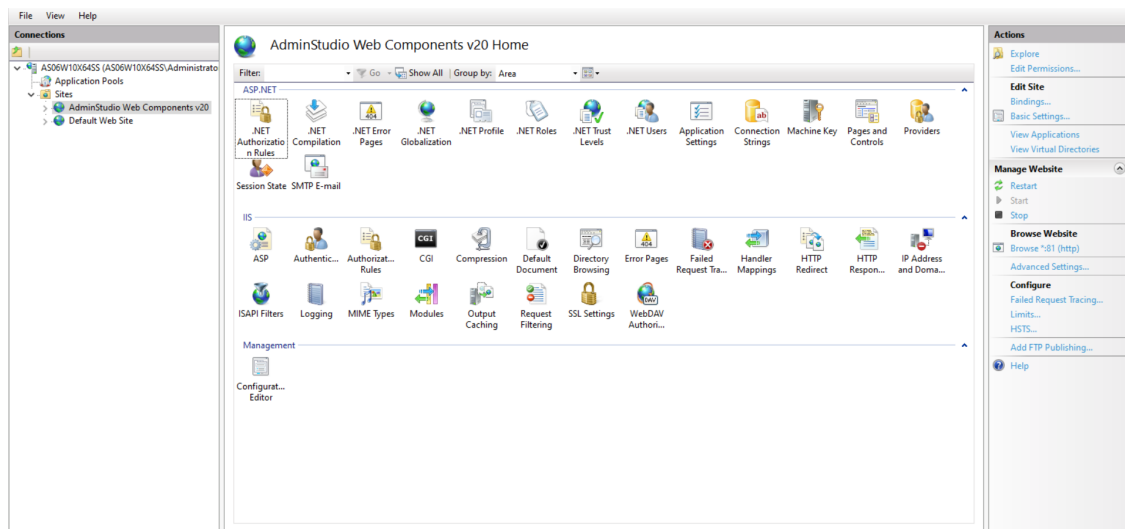 File View Help
Connections
AS06W10X64SS (AS06W10X64SS\Administrato
Application Pools
Sites
AdminStudio Web Components v20
Default Web Site
AdminStudio Web Components v20 Home
Filter: Go Show All Group by: Area
ASP.NET
.NET Authorizatio n Rules
.NET Compilation
.NET Error Pages
.NET Globalization
.NET Profile
.NET Roles
.NET Trust Levels
.NET Users
Application Settings
Connection Strings
Machine Key
Pages and Controls
Providers
Session State
SMTP E-mail
IIS
ASP
Authentic...
Authorizat... Rules
CGI
Compression
Default Document
Directory Browsing
Error Pages
Failed Request Tra...
Handler Mappings
HTTP Redirect
HTTP Respon...
IP Address and Doma...
ISAPI Filters
Logging
MIME Types
Modules
Output Caching
Request Filtering
SSL Settings
WebDAV Authori...
Management
Configurat... Editor
Actions
Explore
Edit Permissions...
Edit Site
Bindings...
Basic Settings...
View Applications
View Virtual Directories
Manage Website
Restart
Start
Stop
Browse Website
Browse *:81 (http)
Advanced Settings...
Configure
Failed Request Tracing...
Limits...
HSTS...
Add FTP Publishing...
Help